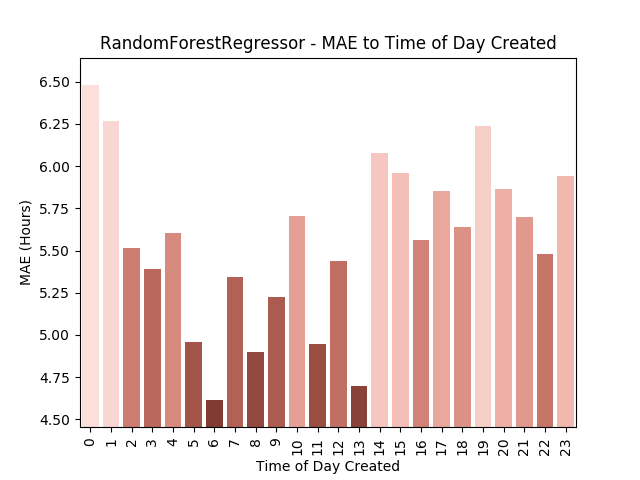 RandomForestRegressor - MAE to Time of Day Created
MAE (Hours)
6.50
6.25
6.00
5.75
5.50
5.25
5.00
4.75
4.50
0 1 2 3 4 5 6 7 8 9 10 11 12 13 14 15 16 17 18 19 20 21 22 23
Time of Day Created